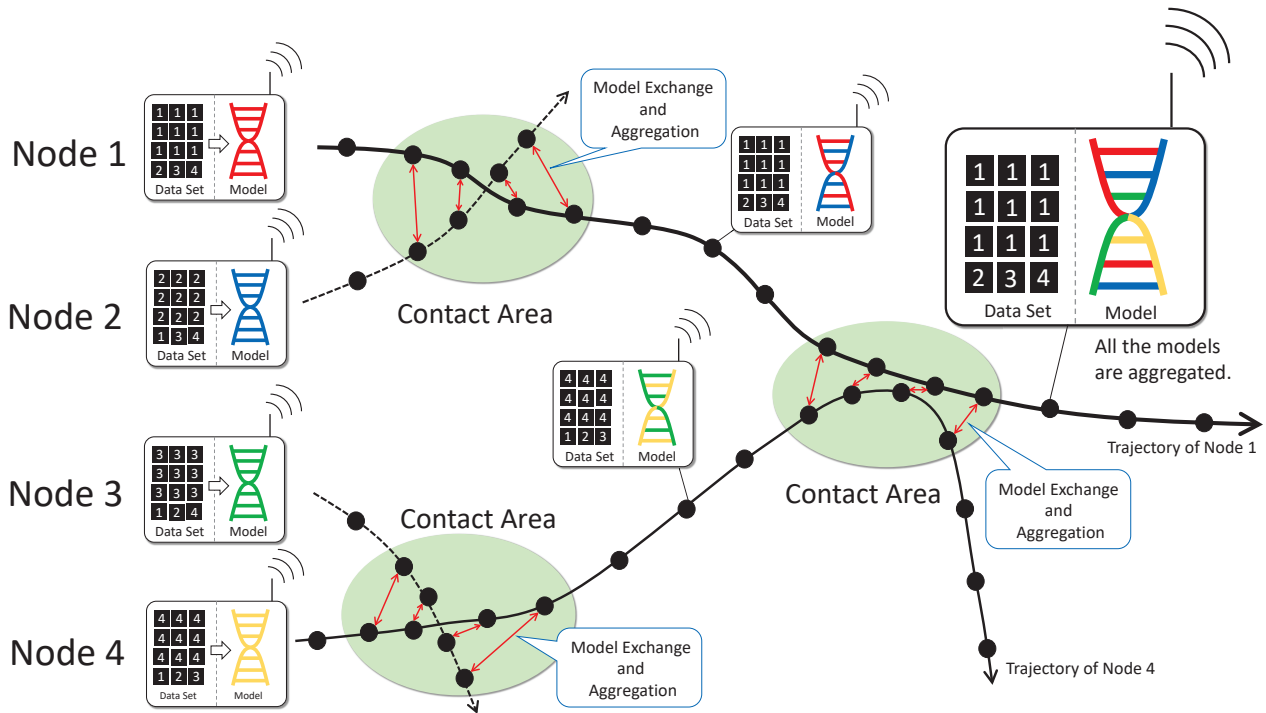 Node 1
1 1 1
1 1 1
1 1 1
2 3 4
Data Set
Model
Model Exchange
and
Aggregation
1 1 1
1 1 1
1 1 1
2 3 4
Data Set
Model
1 1 1
1 1 1
1 1 1
2 3 4
Data Set
Model
All the models
are aggregated.
Node 2
2 2 2
2 2 2
2 2 2
1 3 4
Data Set
Model
Contact Area
4 4 4
4 4 4
4 4 4
1 2 3
Data Set
Model
Trajectory of Node 1
Contact Area
Model Exchange
and
Aggregation
Node 3
3 3 3
3 3 3
3 3 3
1 2 4
Data Set
Model
Contact Area
Node 4
4 4 4
4 4 4
4 4 4
1 2 3
Data Set
Model
Model Exchange
and
Aggregation
Trajectory of Node 4